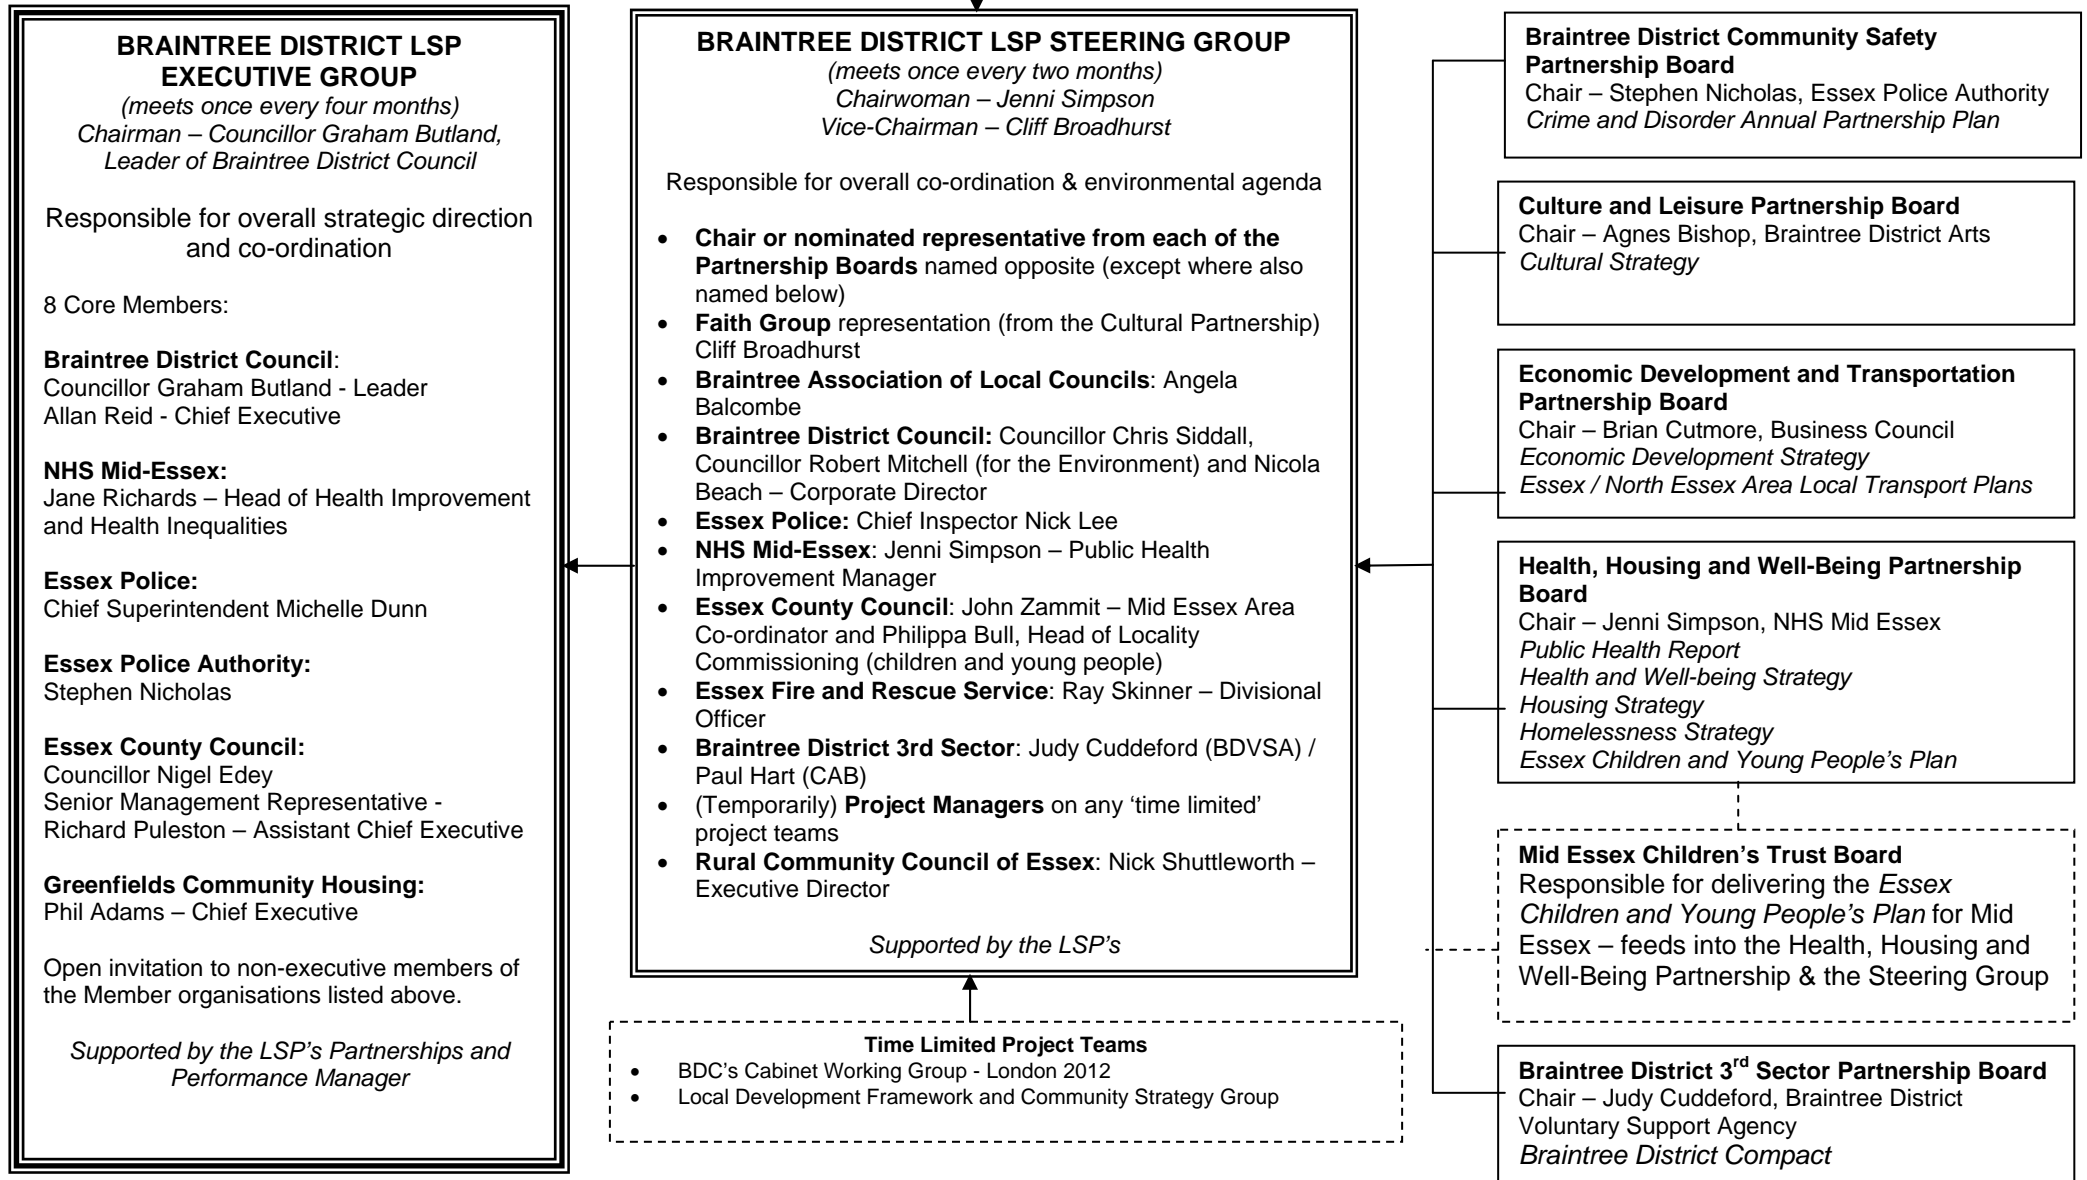 BRAINTREE DISTRICT LSP
EXECUTIVE GROUP
(meets once every four months)
Chairman – Councillor Graham Butland,
Leader of Braintree District Council
Responsible for overall strategic direction
and co-ordination
8 Core Members:
Braintree District Council:
Councillor Graham Butland - Leader
Allan Reid - Chief Executive
NHS Mid-Essex:
Jane Richards – Head of Health Improvement
and Health Inequalities
Essex Police:
Chief Superintendent Michelle Dunn
Essex Police Authority:
Stephen Nicholas
Essex County Council:
Councillor Nigel Edey
Senior Management Representative -
Richard Puleston – Assistant Chief Executive
Greenfields Community Housing:
Phil Adams – Chief Executive
Open invitation to non-executive members of
the Member organisations listed above.
Supported by the LSP's Partnerships and
Performance Manager
BRAINTREE DISTRICT LSP STEERING GROUP
(meets once every two months)
Chairwoman – Jenni Simpson
Vice-Chairman – Cliff Broadhurst
Responsible for overall co-ordination & environmental agenda
• Chair or nominated representative from each of the
Partnership Boards named opposite (except where also
named below)
• Faith Group representation (from the Cultural Partnership)
Cliff Broadhurst
• Braintree Association of Local Councils: Angela
Balcombe
• Braintree District Council: Councillor Chris Siddall,
Councillor Robert Mitchell (for the Environment) and Nicola
Beach – Corporate Director
• Essex Police: Chief Inspector Nick Lee
• NHS Mid-Essex: Jenni Simpson – Public Health
Improvement Manager
• Essex County Council: John Zammit – Mid Essex Area
Co-ordinator and Philippa Bull, Head of Locality
Commissioning (children and young people)
• Essex Fire and Rescue Service: Ray Skinner – Divisional
Officer
• Braintree District 3rd Sector: Judy Cuddeford (BDVSA) /
Paul Hart (CAB)
• (Temporarily) Project Managers on any ‘time limited’
project teams
• Rural Community Council of Essex: Nick Shuttleworth –
Executive Director
Supported by the LSP's
Time Limited Project Teams
• BDC's Cabinet Working Group - London 2012
• Local Development Framework and Community Strategy Group
Braintree District Community Safety
Partnership Board
Chair – Stephen Nicholas, Essex Police Authority
Crime and Disorder Annual Partnership Plan
Culture and Leisure Partnership Board
Chair – Agnes Bishop, Braintree District Arts
Cultural Strategy
Economic Development and Transportation
Partnership Board
Chair – Brian Cutmore, Business Council
Economic Development Strategy
Essex / North Essex Area Local Transport Plans
Health, Housing and Well-Being Partnership
Board
Chair – Jenni Simpson, NHS Mid Essex
Public Health Report
Health and Well-being Strategy
Housing Strategy
Homelessness Strategy
Essex Children and Young People's Plan
Mid Essex Children's Trust Board
Responsible for delivering the Essex
Children and Young People's Plan for Mid
Essex – feeds into the Health, Housing and
Well-Being Partnership & the Steering Group
Braintree District 3rd Sector Partnership Board
Chair – Judy Cuddeford, Braintree District
Voluntary Support Agency
Braintree District Compact